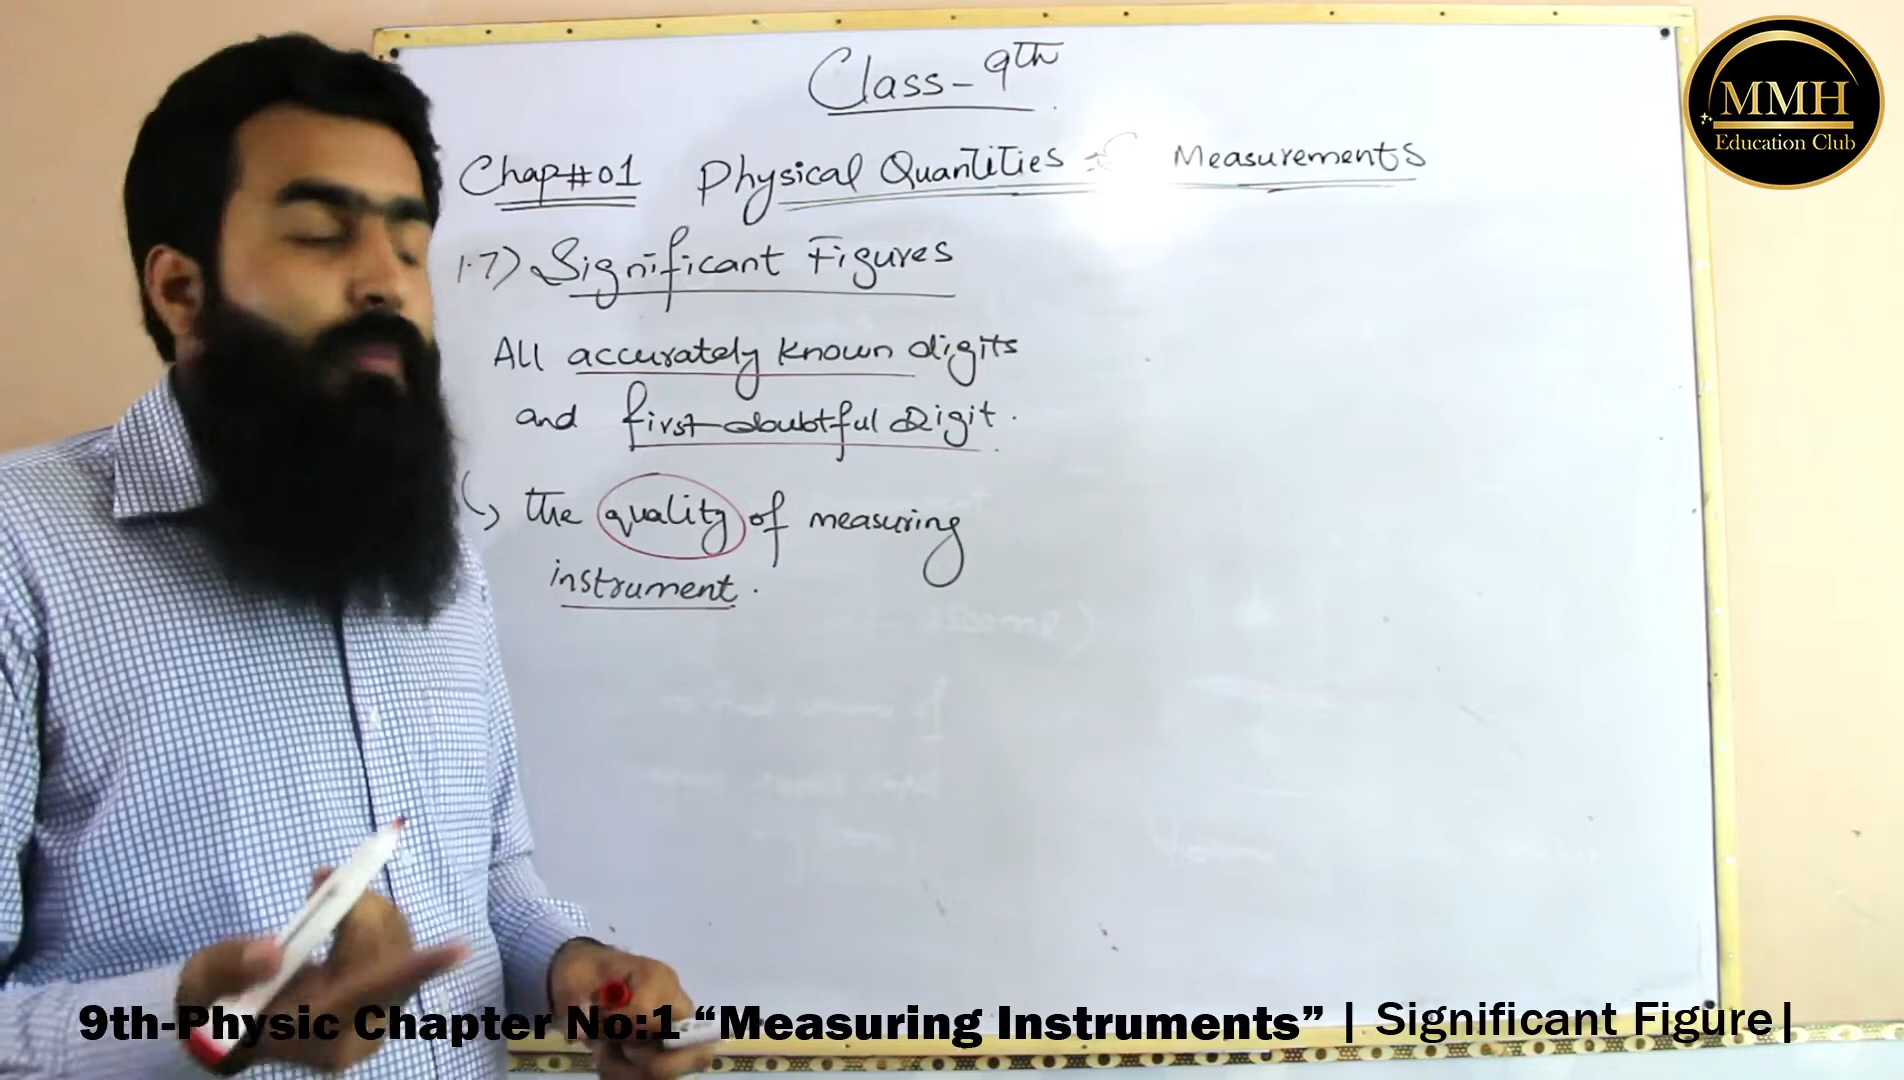 Class - 9th
Chap# 01 Physical Quantities Measurements
1.7) Significant Figures
All accurately known digits
and first doubtful Digit.
the quality of measuring
instrument.
MMH
Education Club
9th-Physic Chapter No:1 “Measuring Instruments” | Significant Figure|